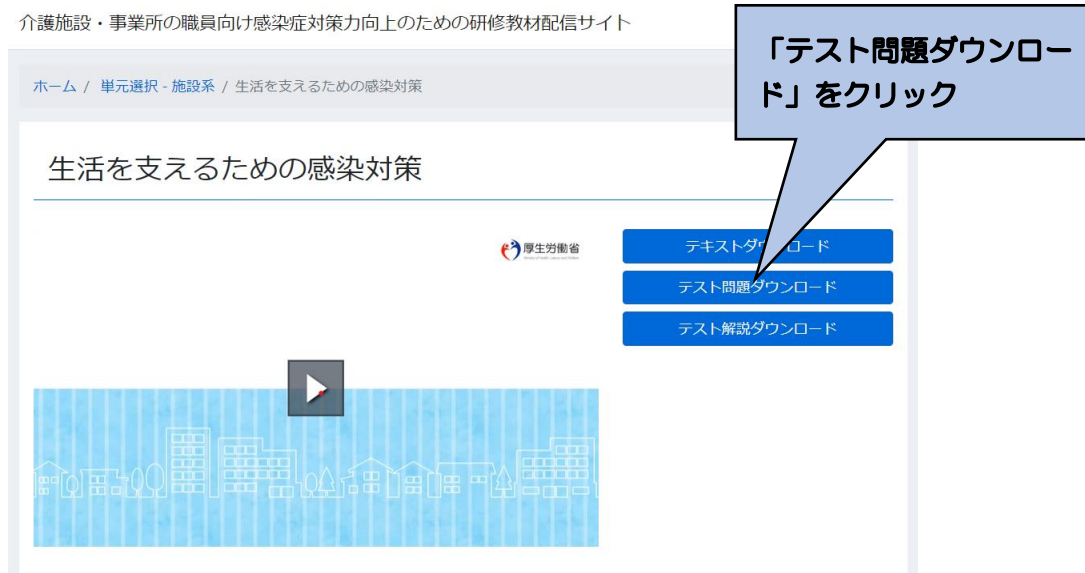 介護施設・事業所の職員向け感染症対策力向上のための研修教材配信サイト
「テスト問題ダウンロー
ド」をクリック
ホーム / 単元選択 - 施設系 / 生活を支えるための感染対策
生活を支えるための感染対策
厚生労働省
テキストダウンロード
テスト問題ダウンロード
テスト解説ダウンロード